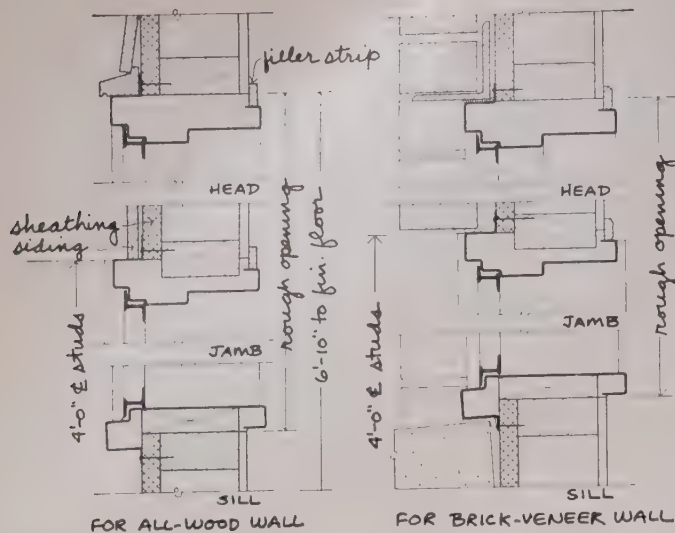 filler strip
HEAD
sheathing
siding
rough opening
6'-10" to fin. floor
4'-0" ℄ studs
JAMB
SILL
FOR ALL-WOOD WALL
HEAD
rough opening
4'-0" ℄ studs
JAMB
SILL
FOR BRICK-VENEER WALL